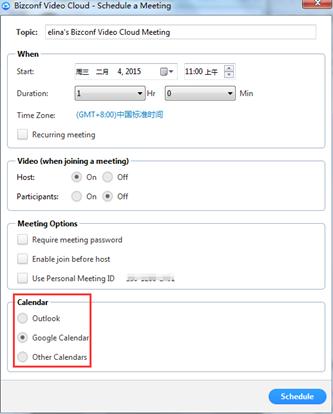 Bizconf Video Cloud - Schedule a Meeting
Topic: elina's Bizconf Video Cloud Meeting
When
Start: 周三 二月 4, 2015 11:00 上午
Duration: 1 Hr 0 Min
Time Zone: (GMT+8:00)中国标准时间
Recurring meeting
Video (when joining a meeting)
Host: On Off
Participants: On Off
Meeting Options
Require meeting password
Enable join before host
Use Personal Meeting ID
Calendar
Outlook
Google Calendar
Other Calendars
Schedule